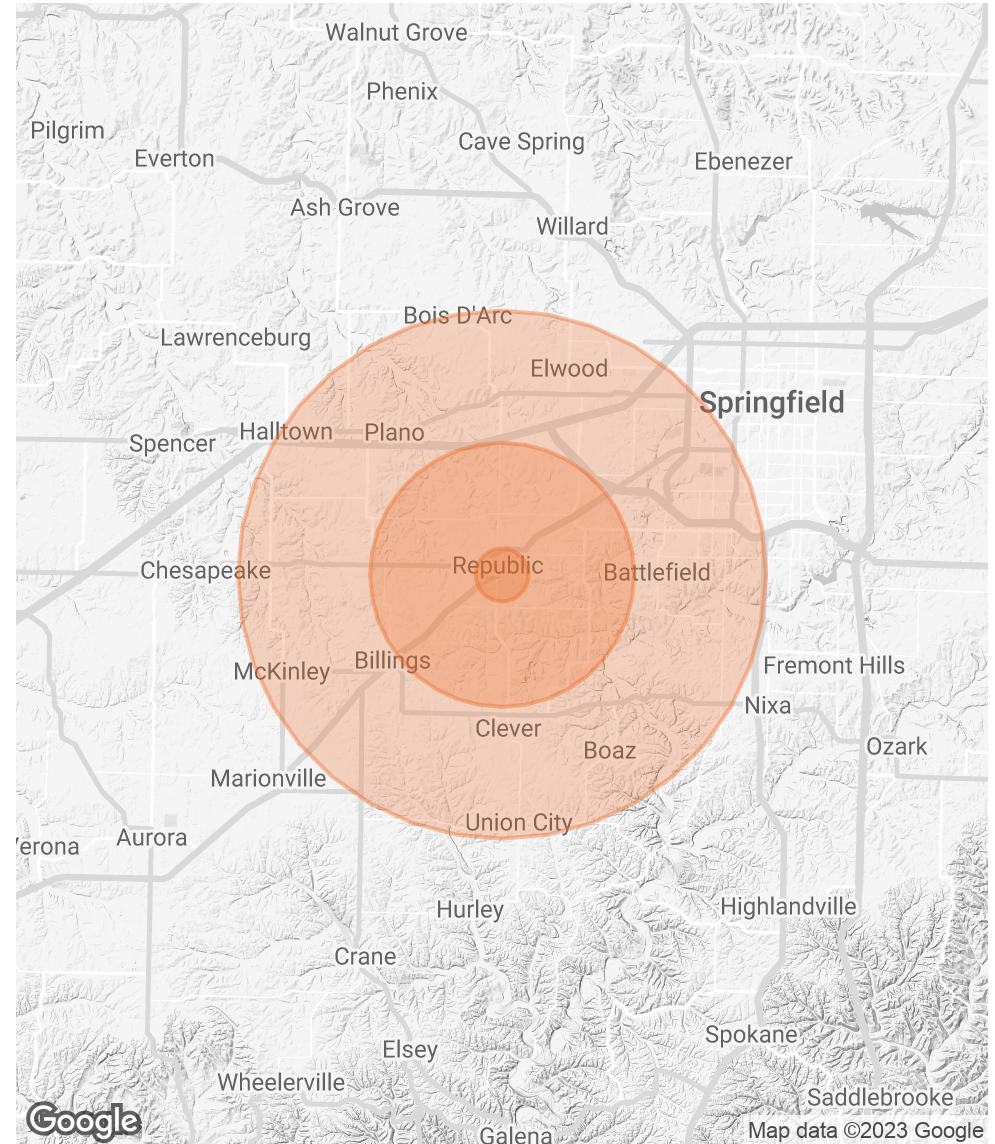 Walnut Grove
Phenix
Pilgrim
Cave Spring
Everton
Ebenezer
Ash Grove
Willard
Bois D'Arc
Lawrenceburg
Elwood
Springfield
Halltown
Plano
Spencer
Republic
Chesapeake
Battlefield
Billings
McKinley
Fremont Hills
Nixa
Clever
Boaz
Ozark
Marionville
Union City
Aurora
Verona
Hurley
Highlandville
Crane
Spokane
Elsey
Wheelerville
Saddlebrooke
Google
Galena
Map data ©2023 Google